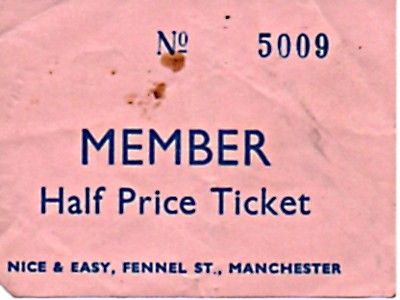 Nº 5009
MEMBER
Half Price Ticket
NICE & EASY, FENNEL ST., MANCHESTER